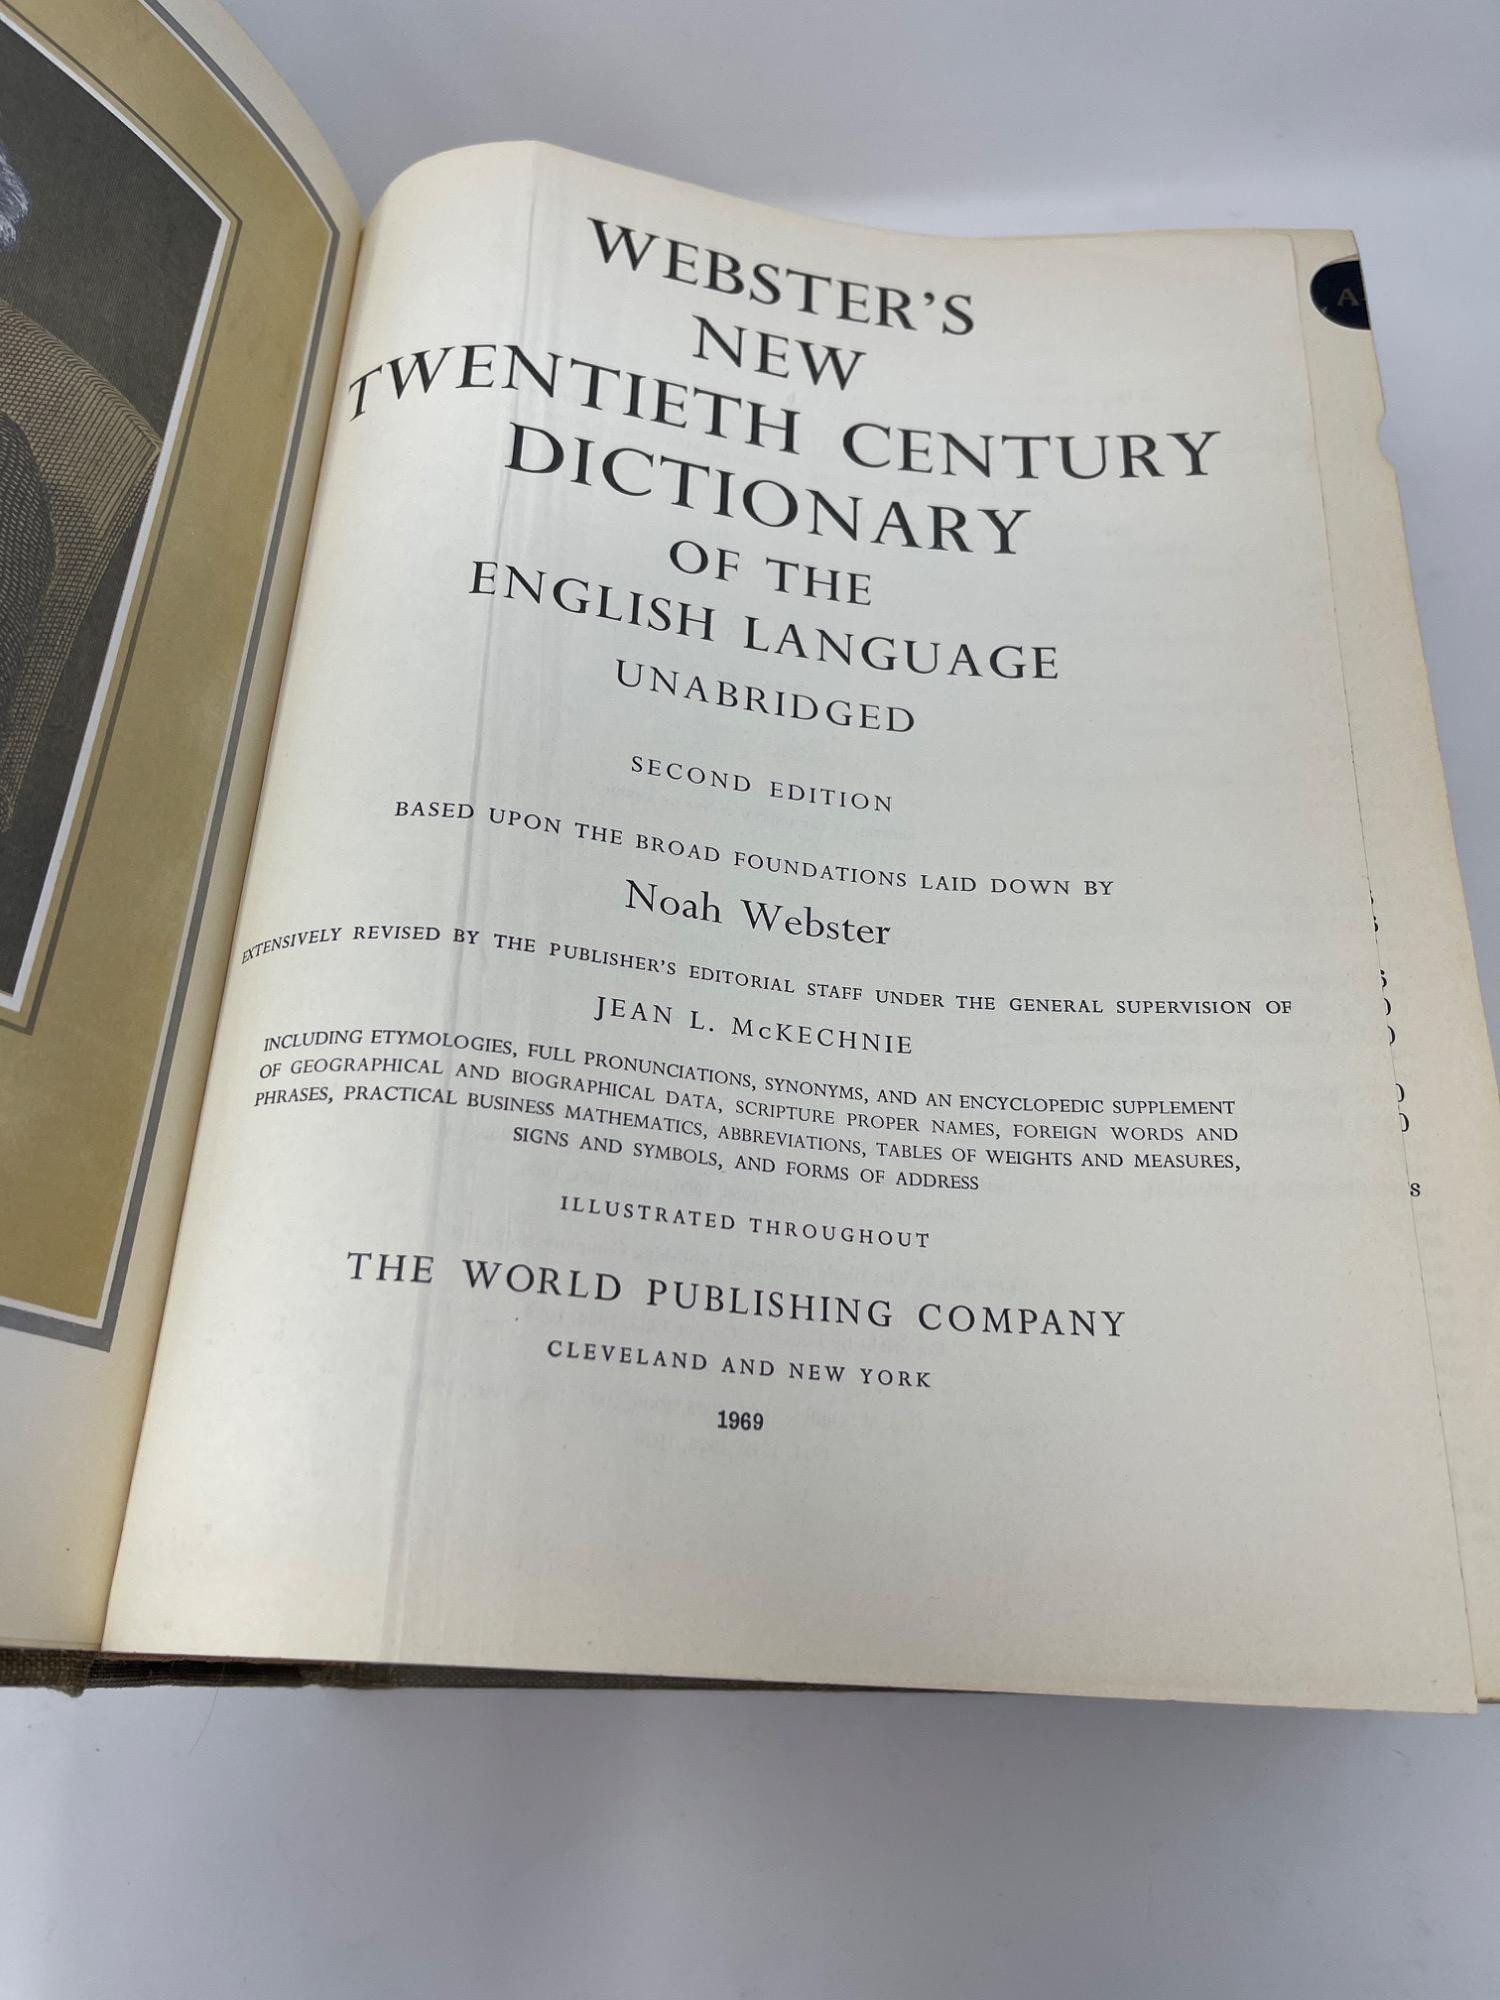 WEBSTER'S
NEW
TWENTIETH CENTURY
DICTIONARY
OF THE
ENGLISH LANGUAGE
UNABRIDGED
SECOND EDITION
BASED UPON THE BROAD FOUNDATIONS LAID DOWN BY
Noah Webster
EXTENSIVELY REVISED BY THE PUBLISHER'S EDITORIAL STAFF UNDER THE GENERAL SUPERVISION OF
JEAN L. McKECHNIE
INCLUDING ETYMOLOGIES, FULL PRONUNCIATIONS, SYNONYMS, AND AN ENCYCLOPEDIC SUPPLEMENT
OF GEOGRAPHICAL AND BIOGRAPHICAL DATA, SCRIPTURE PROPER NAMES, FOREIGN WORDS AND
PHRASES, PRACTICAL BUSINESS MATHEMATICS, ABBREVIATIONS, TABLES OF WEIGHTS AND MEASURES,
SIGNS AND SYMBOLS, AND FORMS OF ADDRESS
ILLUSTRATED THROUGHOUT
THE WORLD PUBLISHING COMPANY
CLEVELAND AND NEW YORK
1969